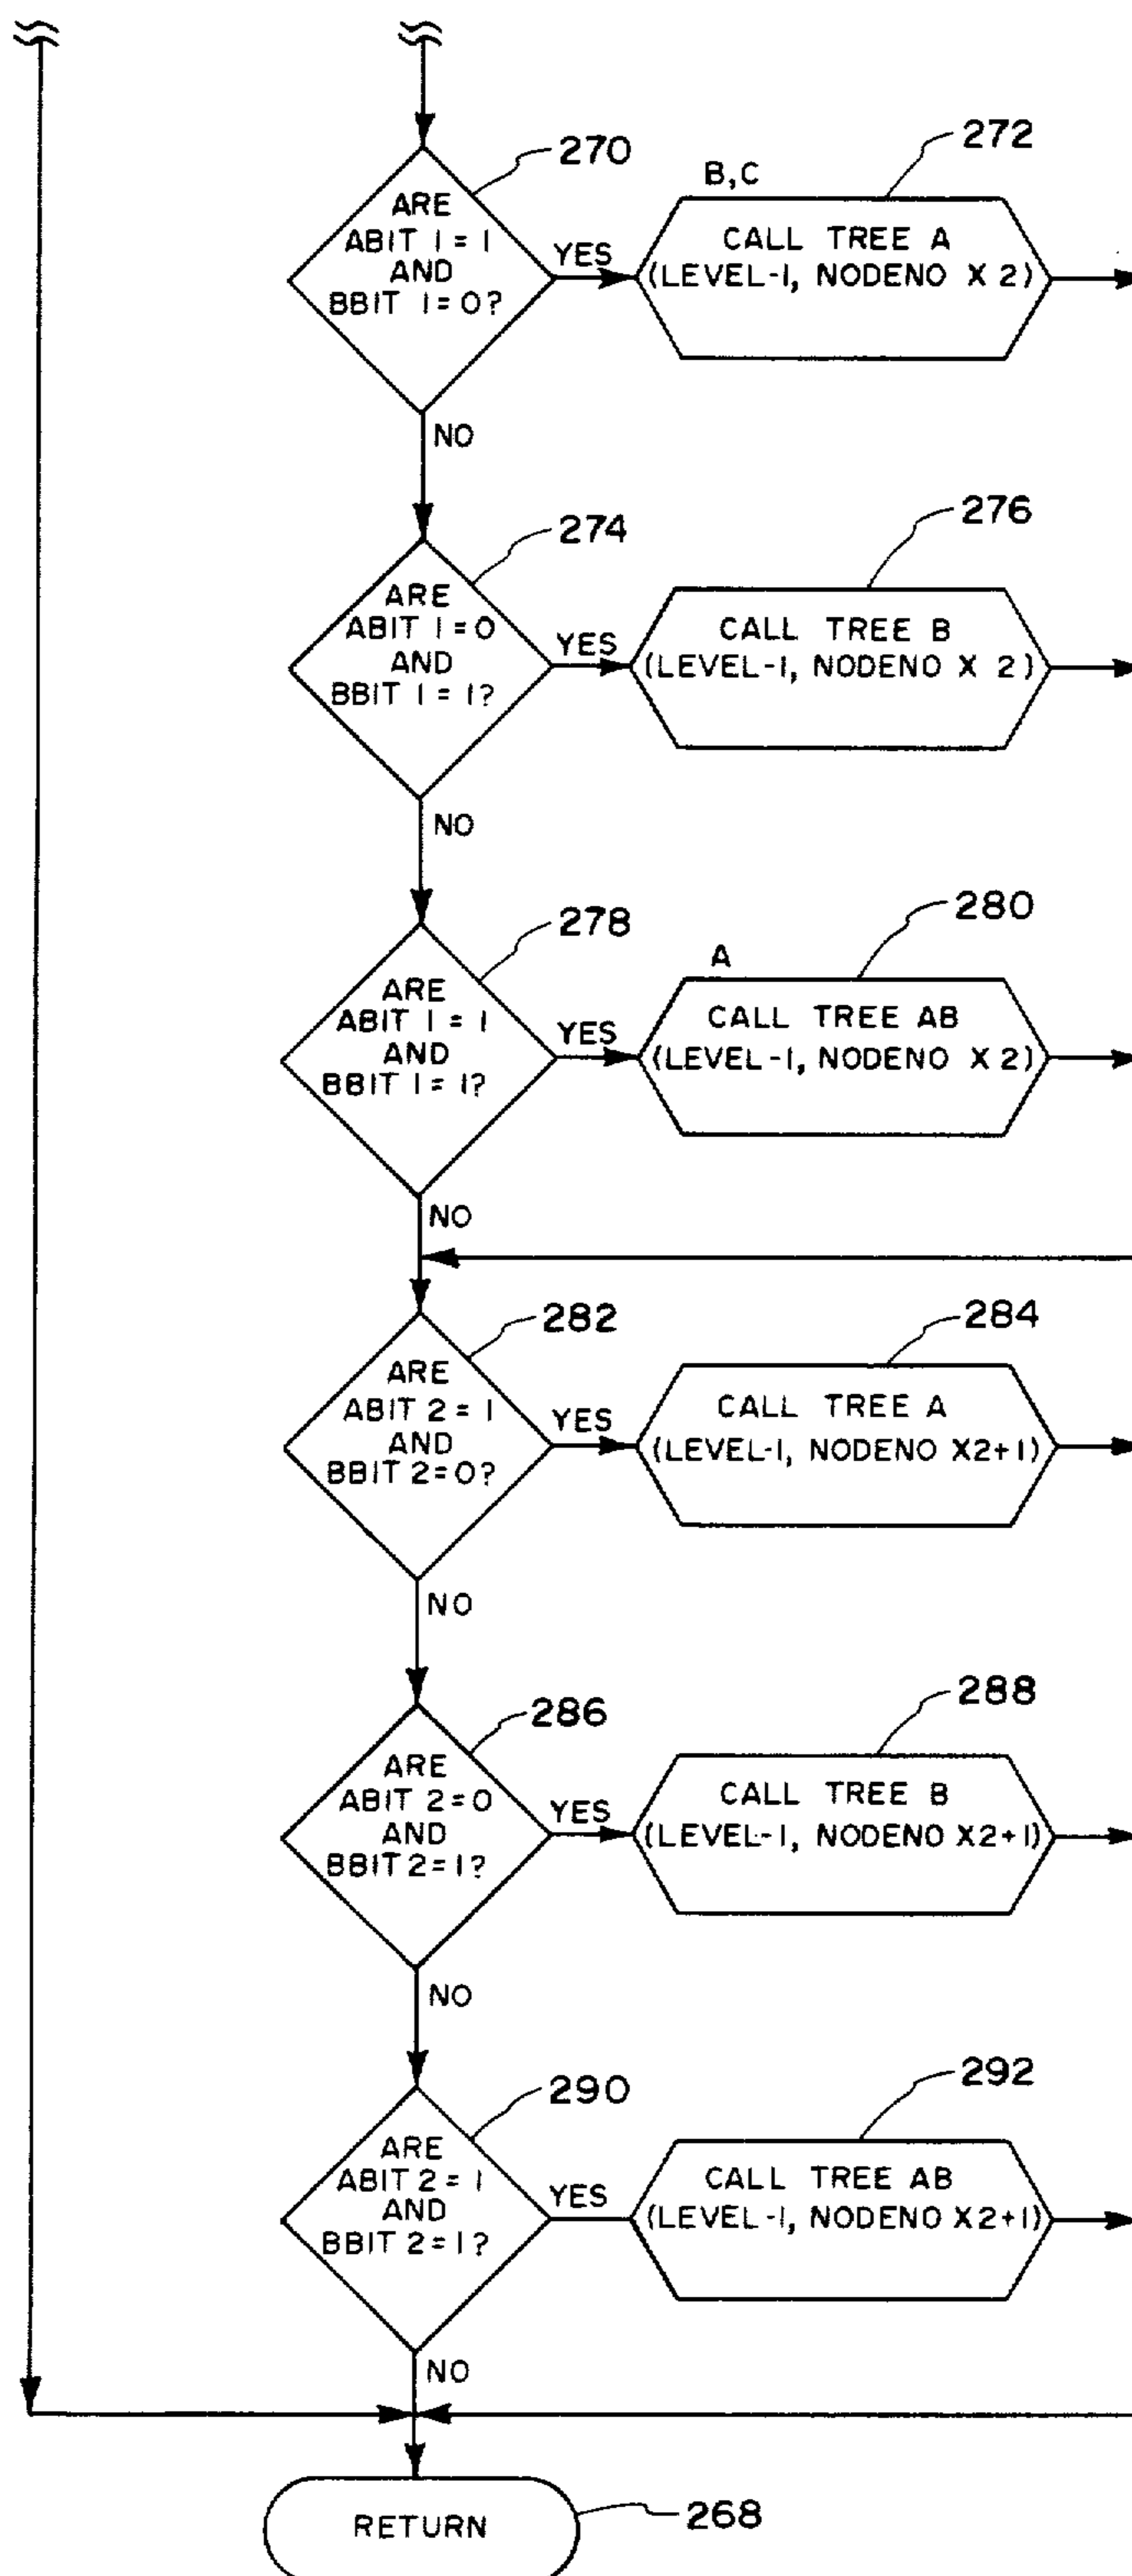 270
ARE
ABIT 1 = 1
AND
BBIT 1 = 0?
YES
272
B,C
CALL TREE A
(LEVEL-1, NODENO X 2)
NO
274
ARE
ABIT 1 = 0
AND
BBIT 1 = 1?
YES
276
CALL TREE B
(LEVEL-1, NODENO X 2)
NO
278
ARE
ABIT 1 = 1
AND
BBIT 1 = 1?
YES
280
A
CALL TREE AB
(LEVEL-1, NODENO X 2)
NO
282
ARE
ABIT 2 = 1
AND
BBIT 2 = 0?
YES
284
CALL TREE A
(LEVEL-1, NODENO X2+1)
NO
286
ARE
ABIT 2 = 0
AND
BBIT 2 = 1?
YES
288
CALL TREE B
(LEVEL-1, NODENO X2+1)
NO
290
ARE
ABIT 2 = 1
AND
BBIT 2 = 1?
YES
292
CALL TREE AB
(LEVEL-1, NODENO X2+1)
NO
RETURN
268